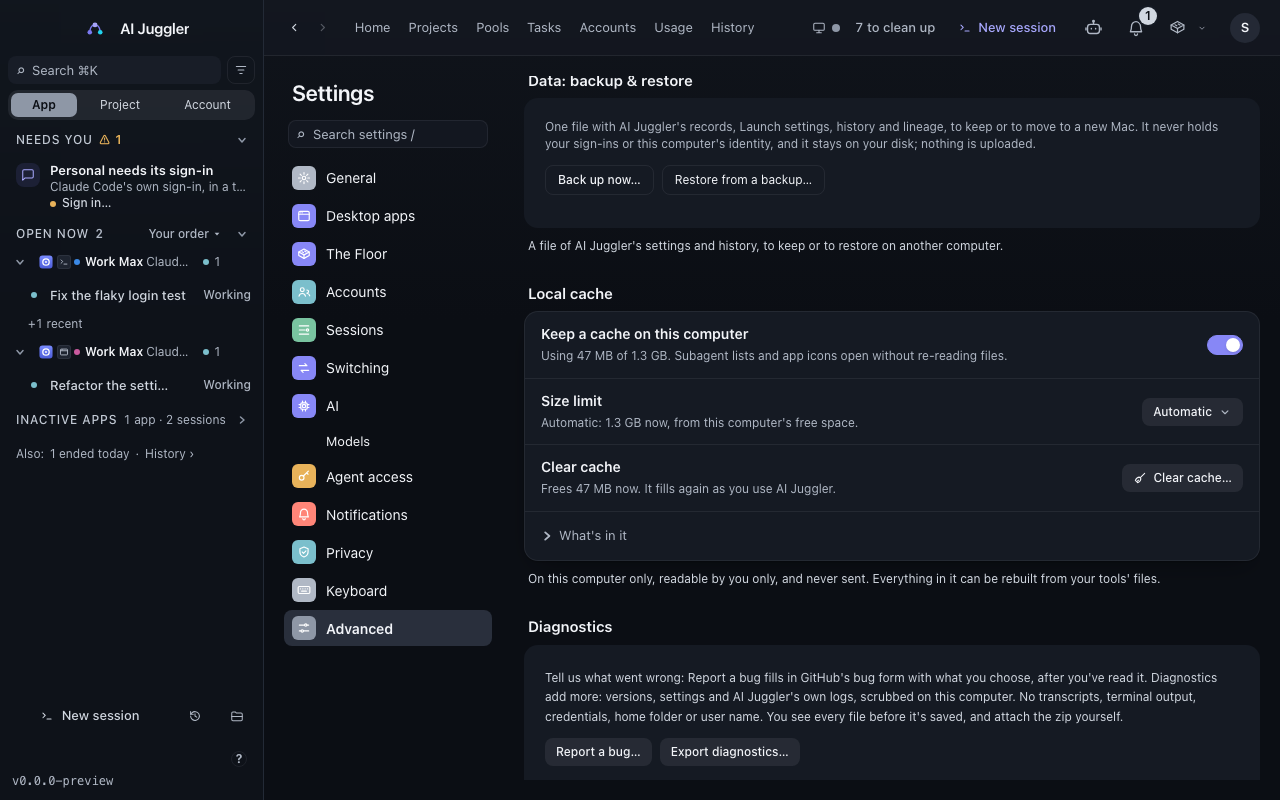 AI Juggler
Search ⌘K
App
Project
Account
NEEDS YOU 1
Personal needs its sign-in
Claude Code's own sign-in, in a t...
Sign in...
OPEN NOW 2
Your order
Work Max Claud... 1
Fix the flaky login test Working
+1 recent
Work Max Claud... 1
Refactor the setti... Working
INACTIVE APPS 1 app · 2 sessions
Also: 1 ended today · History ›
New session
?
v0.0.0-preview
Home
Projects
Pools
Tasks
Accounts
Usage
History
7 to clean up
New session
1
S
Settings
Search settings /
General
Desktop apps
The Floor
Accounts
Sessions
Switching
AI
Models
Agent access
Notifications
Privacy
Keyboard
Advanced
Data: backup & restore
One file with AI Juggler's records, Launch settings, history and lineage, to keep or to move to a new Mac. It never holds
your sign-ins or this computer's identity, and it stays on your disk; nothing is uploaded.
Back up now...
Restore from a backup...
A file of AI Juggler's settings and history, to keep or to restore on another computer.
Local cache
Keep a cache on this computer
Using 47 MB of 1.3 GB. Subagent lists and app icons open without re-reading files.
Size limit
Automatic: 1.3 GB now, from this computer's free space.
Automatic
Clear cache
Frees 47 MB now. It fills again as you use AI Juggler.
Clear cache...
What's in it
On this computer only, readable by you only, and never sent. Everything in it can be rebuilt from your tools' files.
Diagnostics
Tell us what went wrong: Report a bug fills in GitHub's bug form with what you choose, after you've read it. Diagnostics
add more: versions, settings and AI Juggler's own logs, scrubbed on this computer. No transcripts, terminal output,
credentials, home folder or user name. You see every file before it's saved, and attach the zip yourself.
Report a bug...
Export diagnostics...